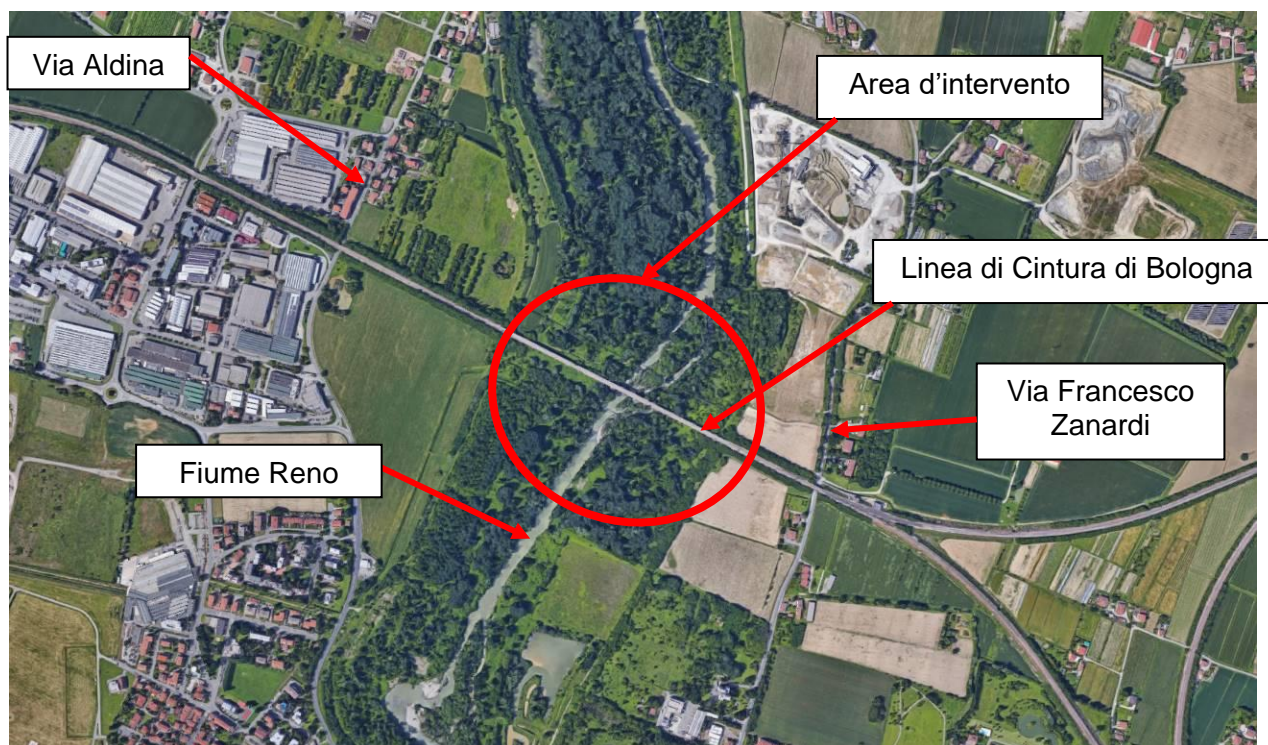 Via Aldina
Area d’intervento
Linea di Cintura di Bologna
Via Francesco
Zanardi
Fiume Reno